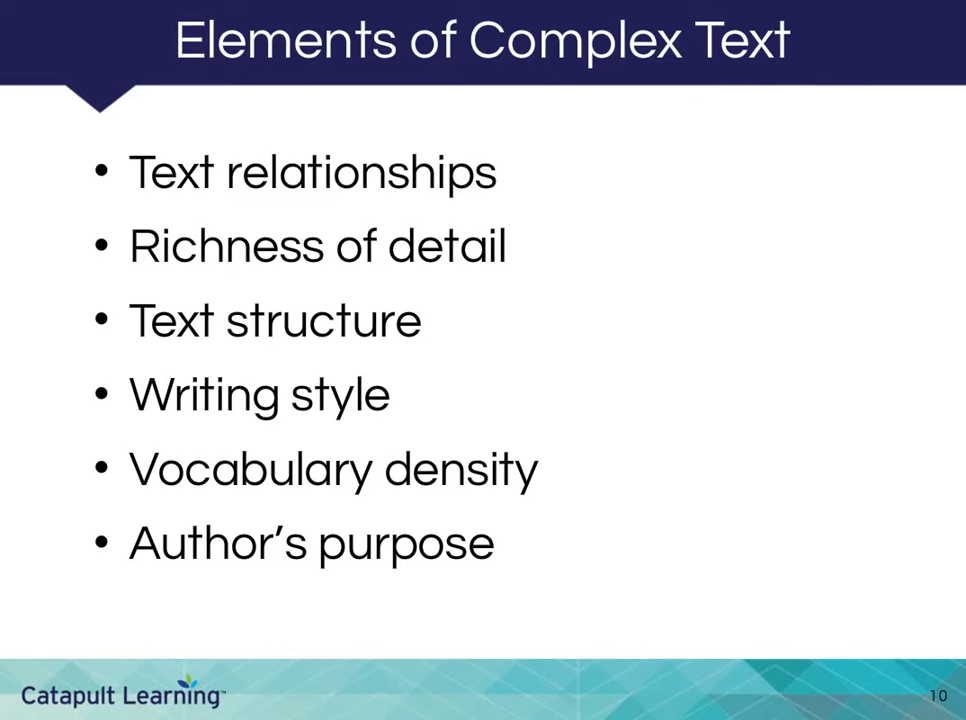 Elements of Complex Text
• Text relationships
• Richness of detail
• Text structure
• Writing style
• Vocabulary density
• Author’s purpose
Catapult Learning™
10